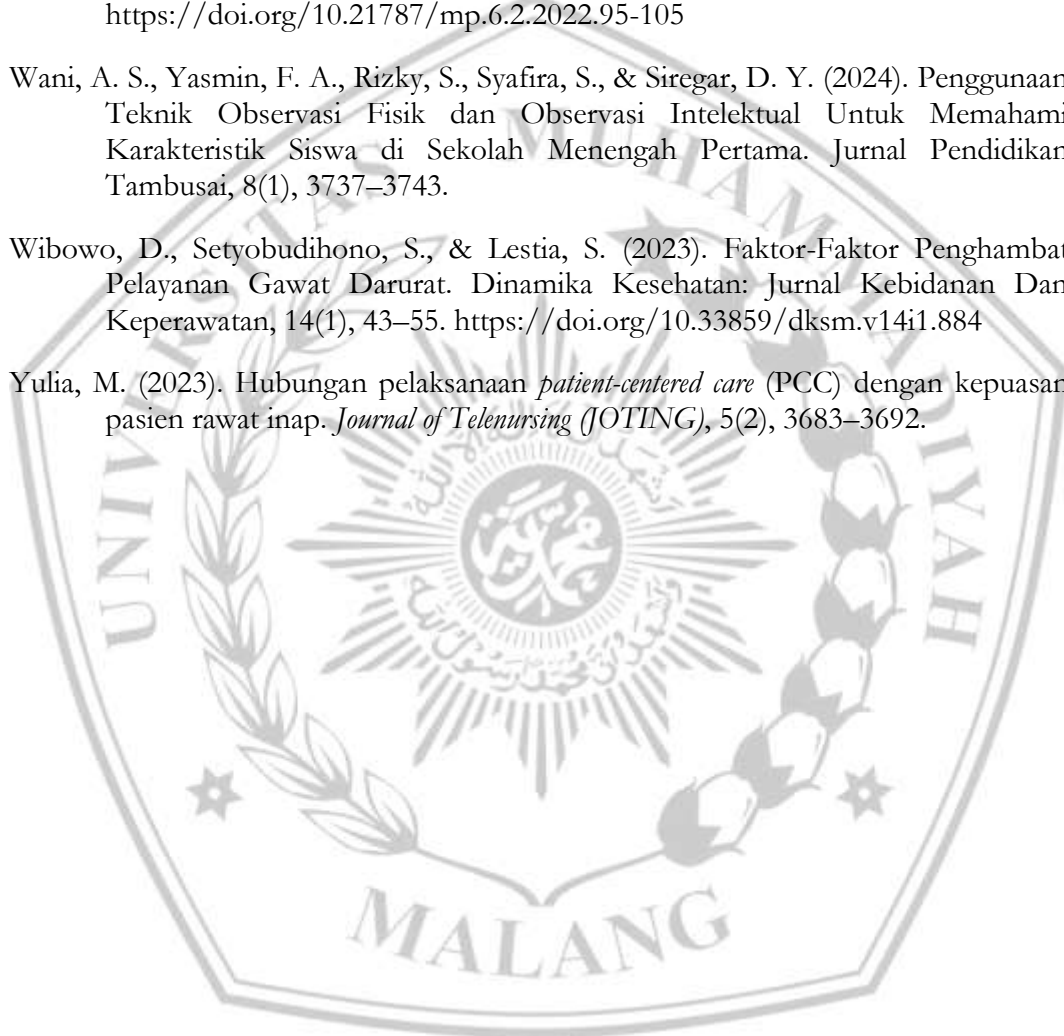 https://doi.org/10.21787/mp.6.2.2022.95-105
Wani, A. S., Yasmin, F. A., Rizky, S., Syafira, S., & Siregar, D. Y. (2024). Penggunaan
Teknik Observasi Fisik dan Observasi Intelektual Untuk Memahami
Karakteristik Siswa di Sekolah Menengah Pertama. Jurnal Pendidikan
Tambusai, 8(1), 3737–3743.
Wibowo, D., Setyobudihono, S., & Lestia, S. (2023). Faktor-Faktor Penghambat
Pelayanan Gawat Darurat. Dinamika Kesehatan: Jurnal Kebidanan Dan
Keperawatan, 14(1), 43–55. https://doi.org/10.33859/dksm.v14i1.884
Yulia, M. (2023). Hubungan pelaksanaan patient-centered care (PCC) dengan kepuasan
pasien rawat inap. Journal of Telenursing (JOTING), 5(2), 3683–3692.
UNIVERSITAS MUHAMMADIYAH
MALANG